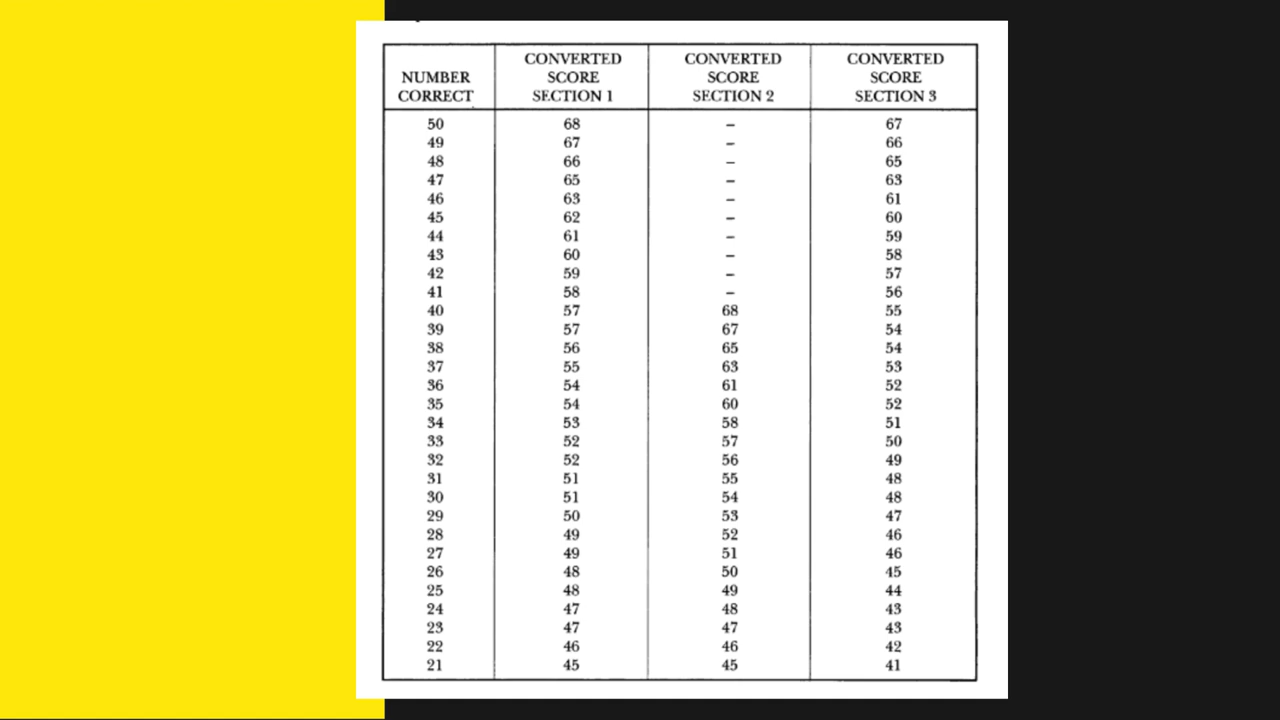 NUMBER CORRECT CONVERTED SCORE SECTION 1 CONVERTED SCORE SECTION 2 CONVERTED SCORE SECTION 3
50 68 – 67
49 67 – 66
48 66 – 65
47 65 – 63
46 63 – 61
45 62 – 60
44 61 – 59
43 60 – 58
42 59 – 57
41 58 – 56
40 57 68 55
39 57 67 54
38 56 65 54
37 55 63 53
36 54 61 52
35 54 60 52
34 53 58 51
33 52 57 50
32 52 56 49
31 51 55 48
30 51 54 48
29 50 53 47
28 49 52 46
27 49 51 46
26 48 50 45
25 48 49 44
24 47 48 43
23 47 47 43
22 46 46 42
21 45 45 41